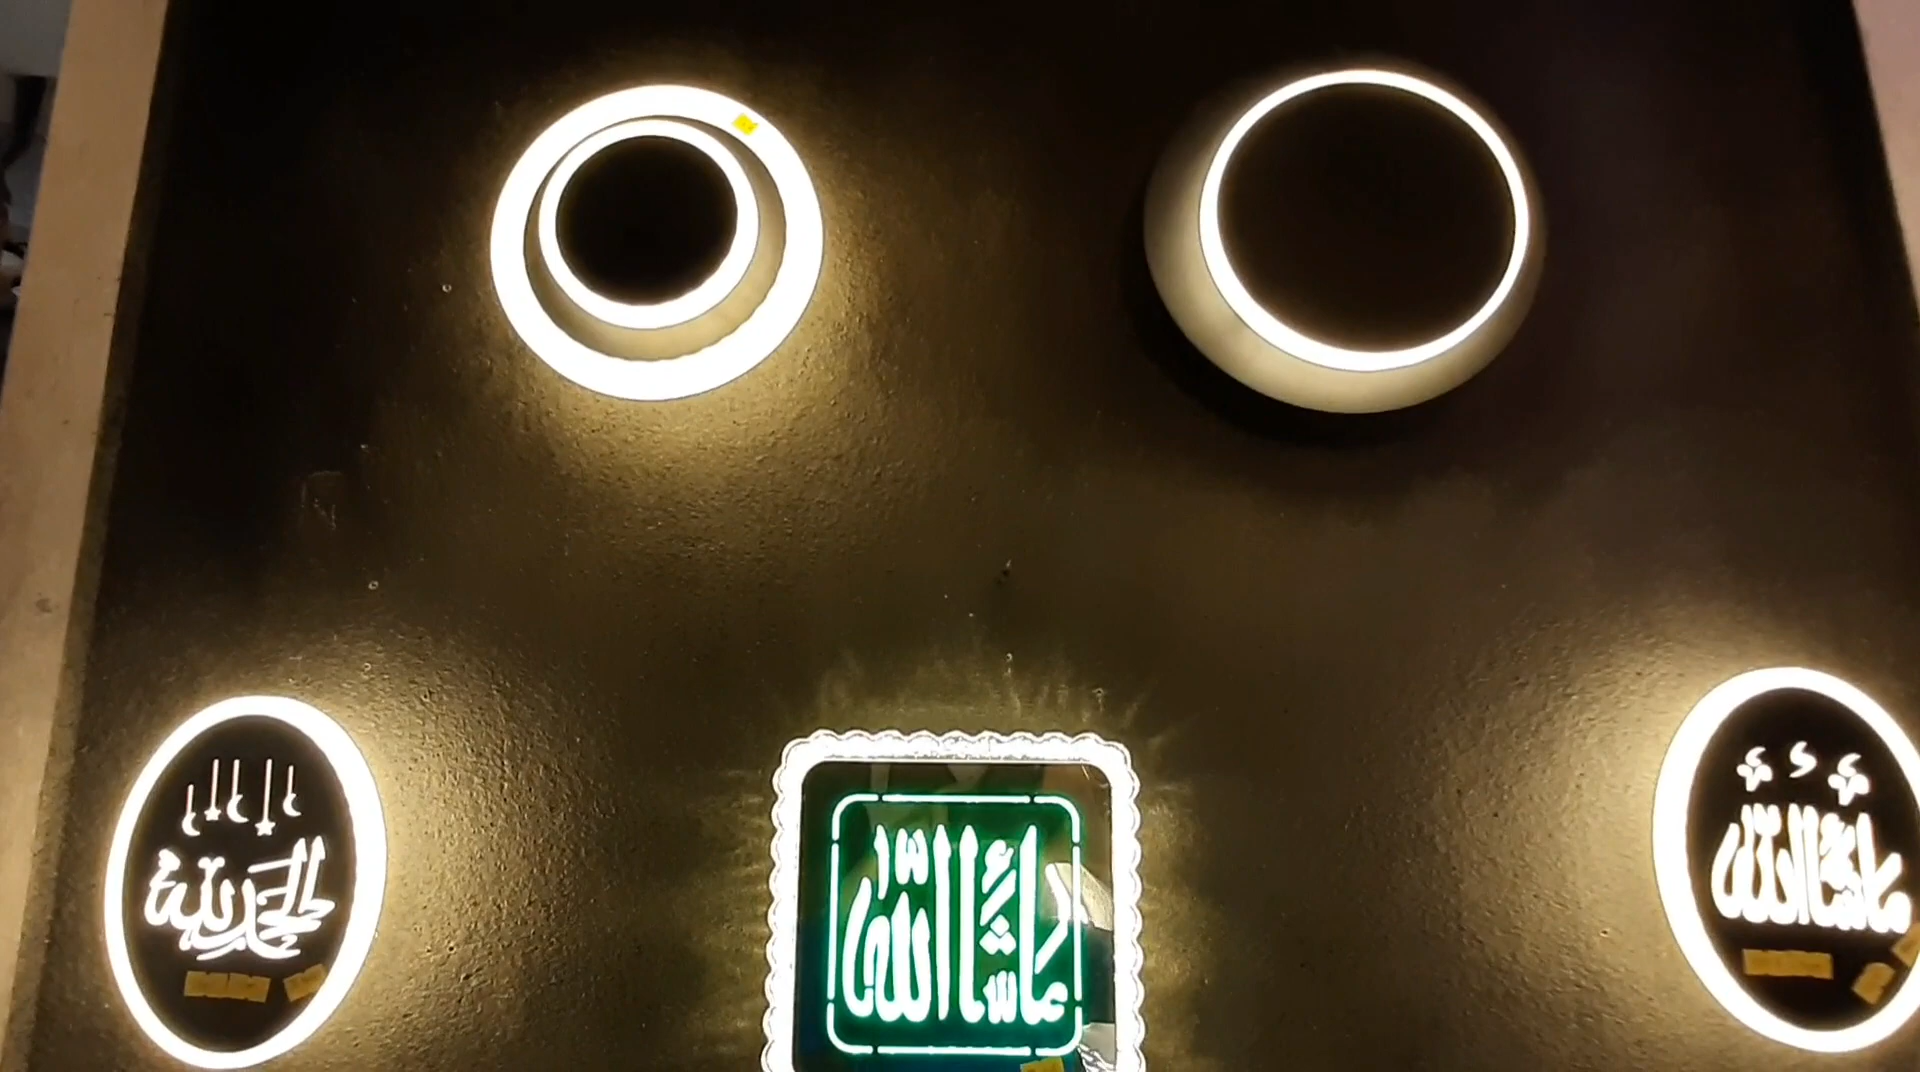 الحمد لله
ما شاء الله
ما شاء الله